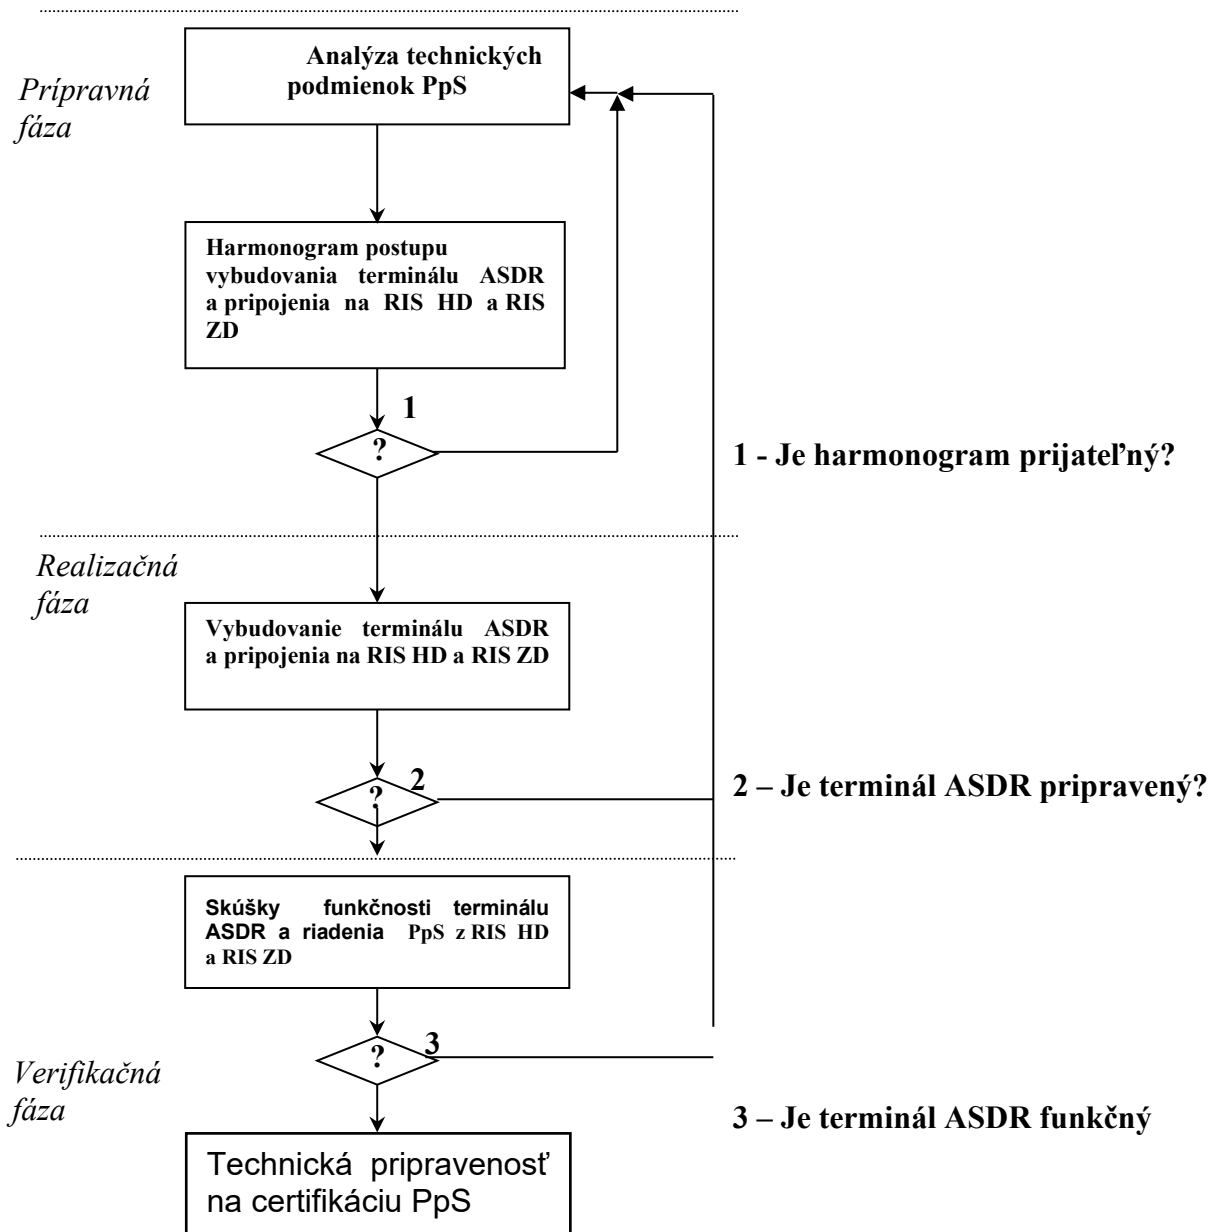 Analýza technických
podmienok PpS
Prípravná
fáza
Harmonogram postupu
vybudovania terminálu ASDR
a pripojenia na RIS HD a RIS
ZD
1
?
1 - Je harmonogram prijateľný?
Realizačná
fáza
Vybudovanie terminálu ASDR
a pripojenia na RIS HD a RIS ZD
2
?
2 – Je terminál ASDR pripravený?
Skúšky funkčnosti terminálu
ASDR a riadenia PpS z RIS HD
a RIS ZD
3
?
Verifikačná
fáza
3 – Je terminál ASDR funkčný
Technická pripravenosť
na certifikáciu PpS